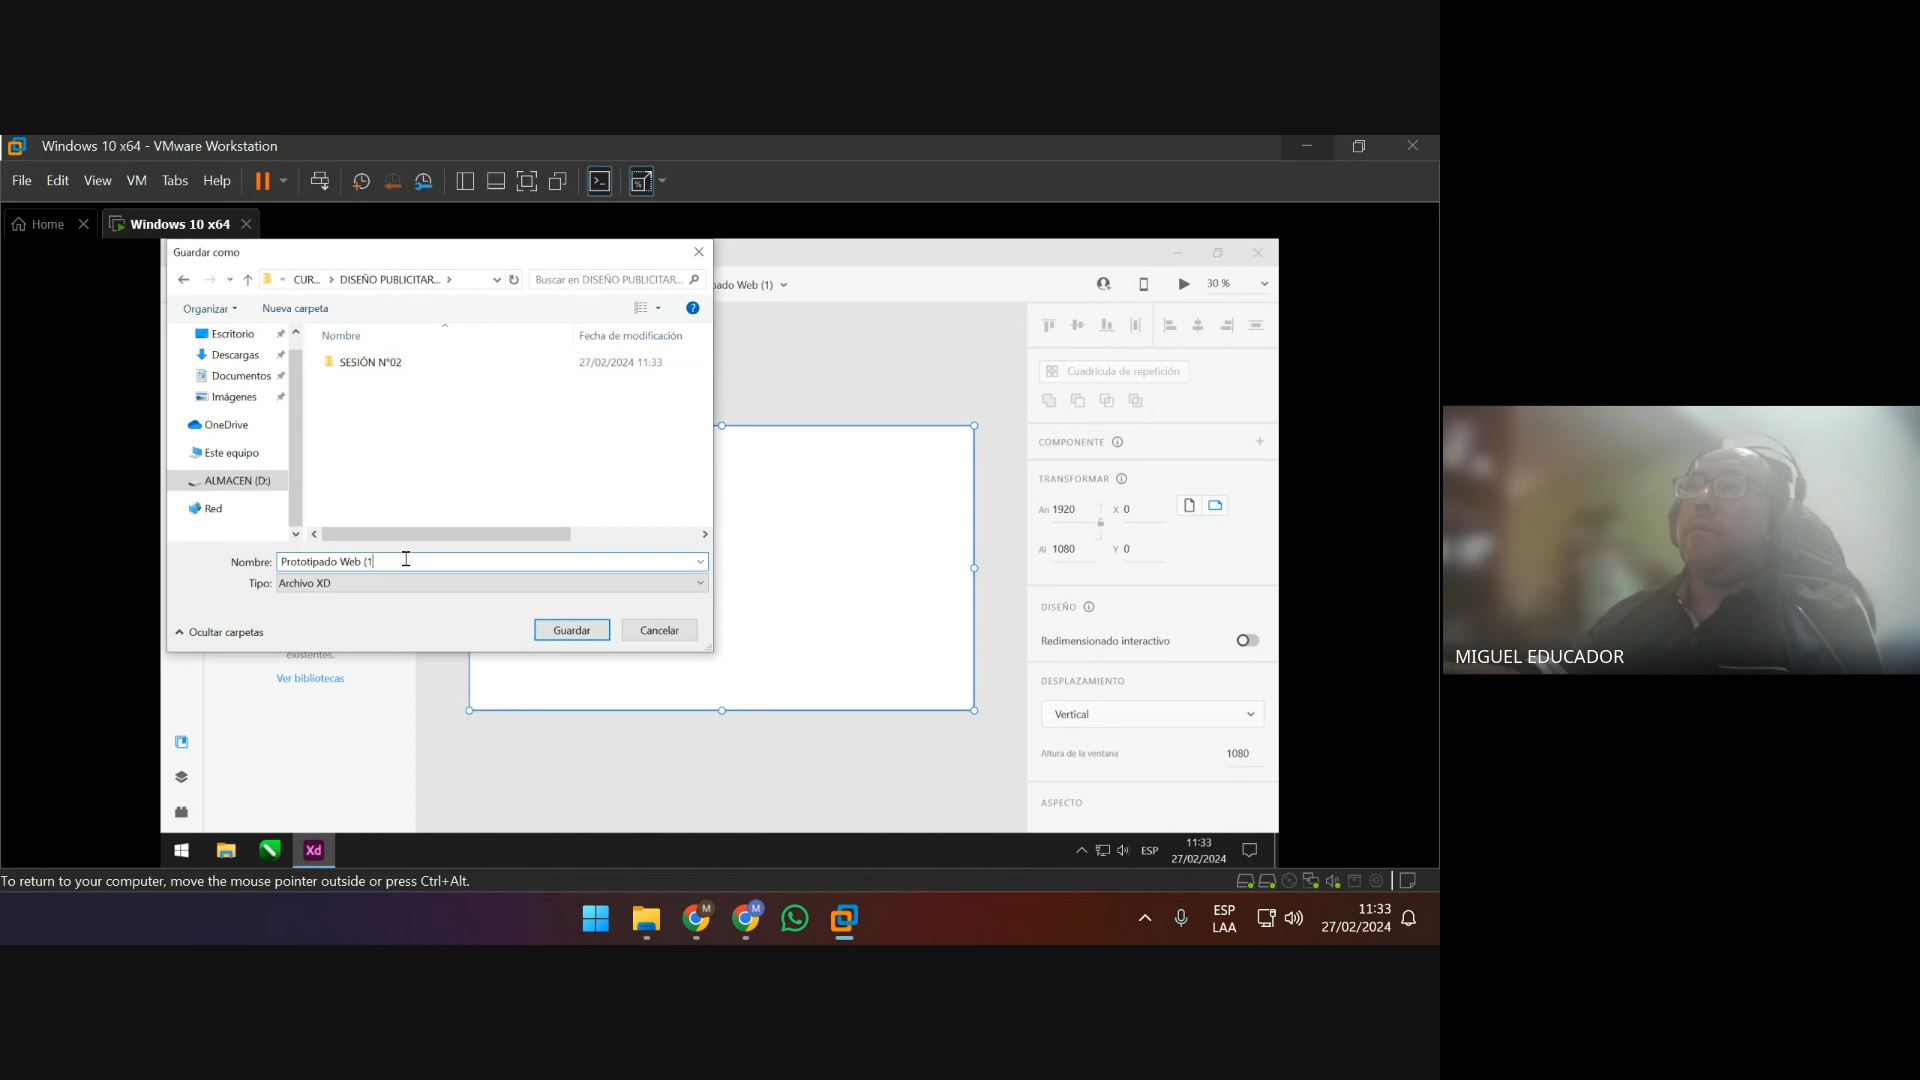 Windows 10 x64 - VMware Workstation
File Edit View VM Tabs Help
Home
Windows 10 x64
Guardar como
« CUR... > DISEÑO PUBLICITAR... >
Buscar en DISEÑO PUBLICITAR...
ado Web (1)
30 %
Organizar
Nueva carpeta
Escritorio
Descargas
Documentos
Imágenes
OneDrive
Este equipo
ALMACEN (D:)
Red
Nombre
Fecha de modificación
SESIÓN N°02
27/02/2024 11:33
Nombre: Prototipado Web (1
Tipo: Archivo XD
Ocultar carpetas
Guardar
Cancelar
existentes.
Ver bibliotecas
Cuadrícula de repetición
COMPONENTE
TRANSFORMAR
An 1920 X 0
Al 1080 Y 0
DISEÑO
Redimensionado interactivo
DESPLAZAMIENTO
Vertical
Altura de la ventana 1080
ASPECTO
Xd
ESP
11:33
27/02/2024
To return to your computer, move the mouse pointer outside or press Ctrl+Alt.
M
M
ESP
LAA
11:33
27/02/2024
MIGUEL EDUCADOR